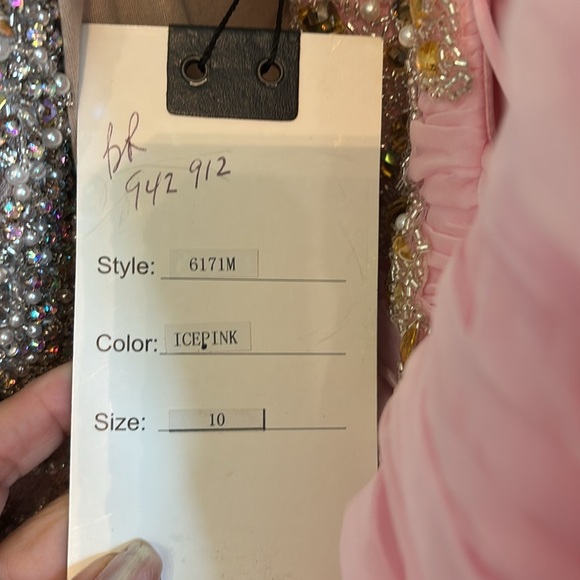 942 912
Style: 6171M
Color: ICEPINK
Size: 10